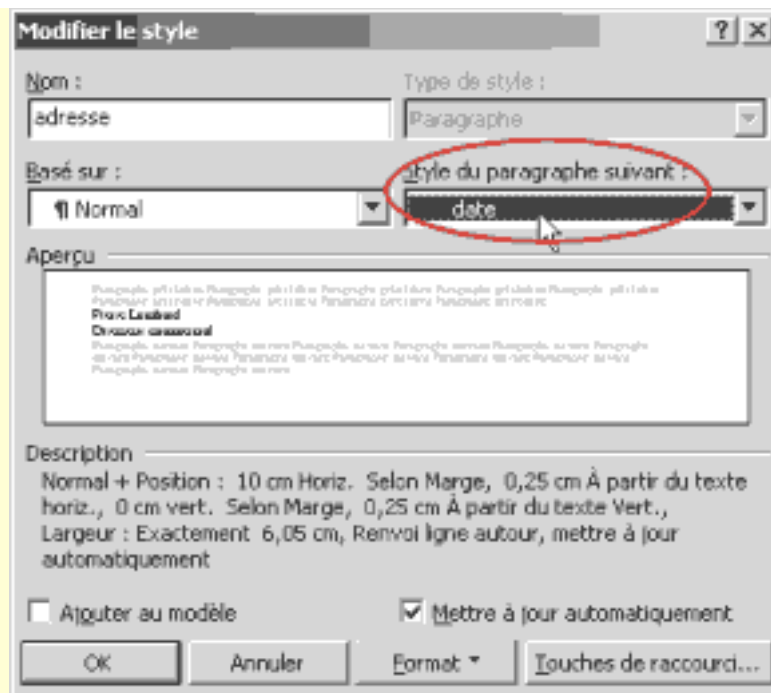 Modifier le style
Nom :
Type de style :
adresse
Paragraphe
Basé sur :
Style du paragraphe suivant :
¶ Normal
date
Aperçu
Description
Normal + Position : 10 cm Horiz. Selon Marge, 0,25 cm À partir du texte
horiz., 0 cm vert. Selon Marge, 0,25 cm À partir du texte Vert.,
Largeur : Exactement 6,05 cm, Renvoi ligne autour, mettre à jour
automatiquement
Ajouter au modèle
Mettre à jour automatiquement
OK
Annuler
Format
Touches de raccourci...